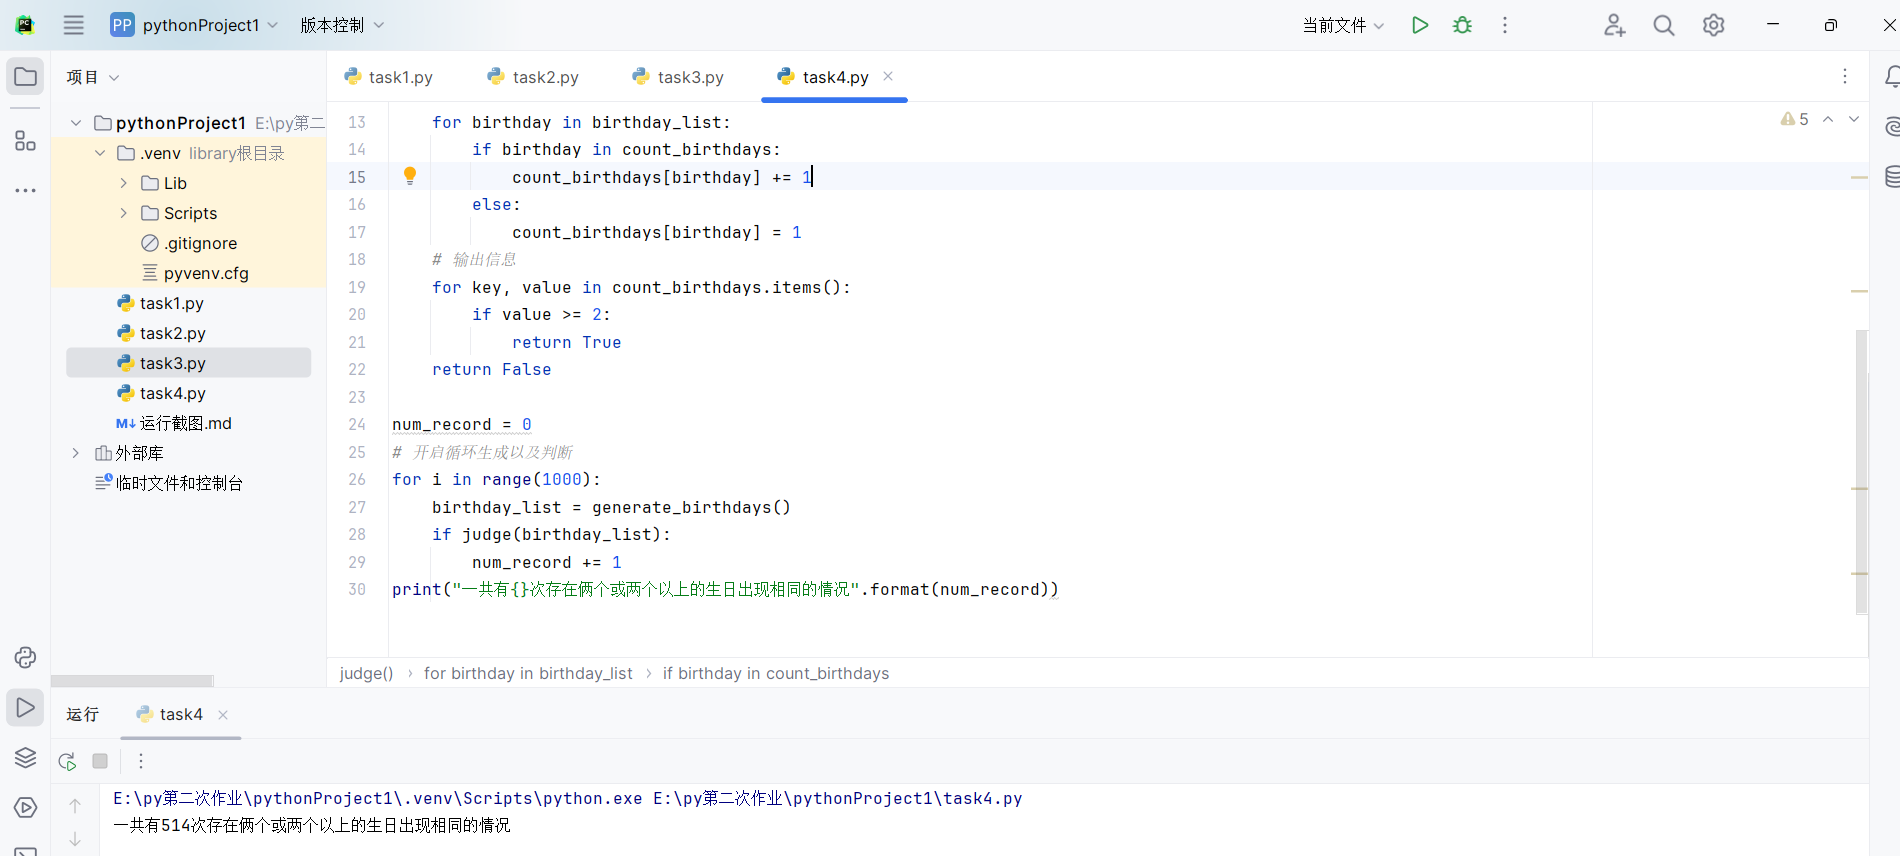 PP pythonProject1 版本控制 当前文件
项目
task1.py task2.py task3.py task4.py
pythonProject1 E:\py第二
.venv library根目录
Lib
Scripts
.gitignore
pyvenv.cfg
task1.py
task2.py
task3.py
task4.py
M↓ 运行截图.md
外部库
临时文件和控制台
5
13 for birthday in birthday_list:
14 if birthday in count_birthdays:
15 count_birthdays[birthday] += 1
16 else:
17 count_birthdays[birthday] = 1
18 # 输出信息
19 for key, value in count_birthdays.items():
20 if value >= 2:
21 return True
22 return False
23
24 num_record = 0
25 # 开启循环生成以及判断
26 for i in range(1000):
27 birthday_list = generate_birthdays()
28 if judge(birthday_list):
29 num_record += 1
30 print("一共有{}次存在俩个或两个以上的生日出现相同的情况".format(num_record))
judge() › for birthday in birthday_list › if birthday in count_birthdays
运行 task4
E:\py第二次作业\pythonProject1\.venv\Scripts\python.exe E:\py第二次作业\pythonProject1\task4.py
一共有514次存在俩个或两个以上的生日出现相同的情况